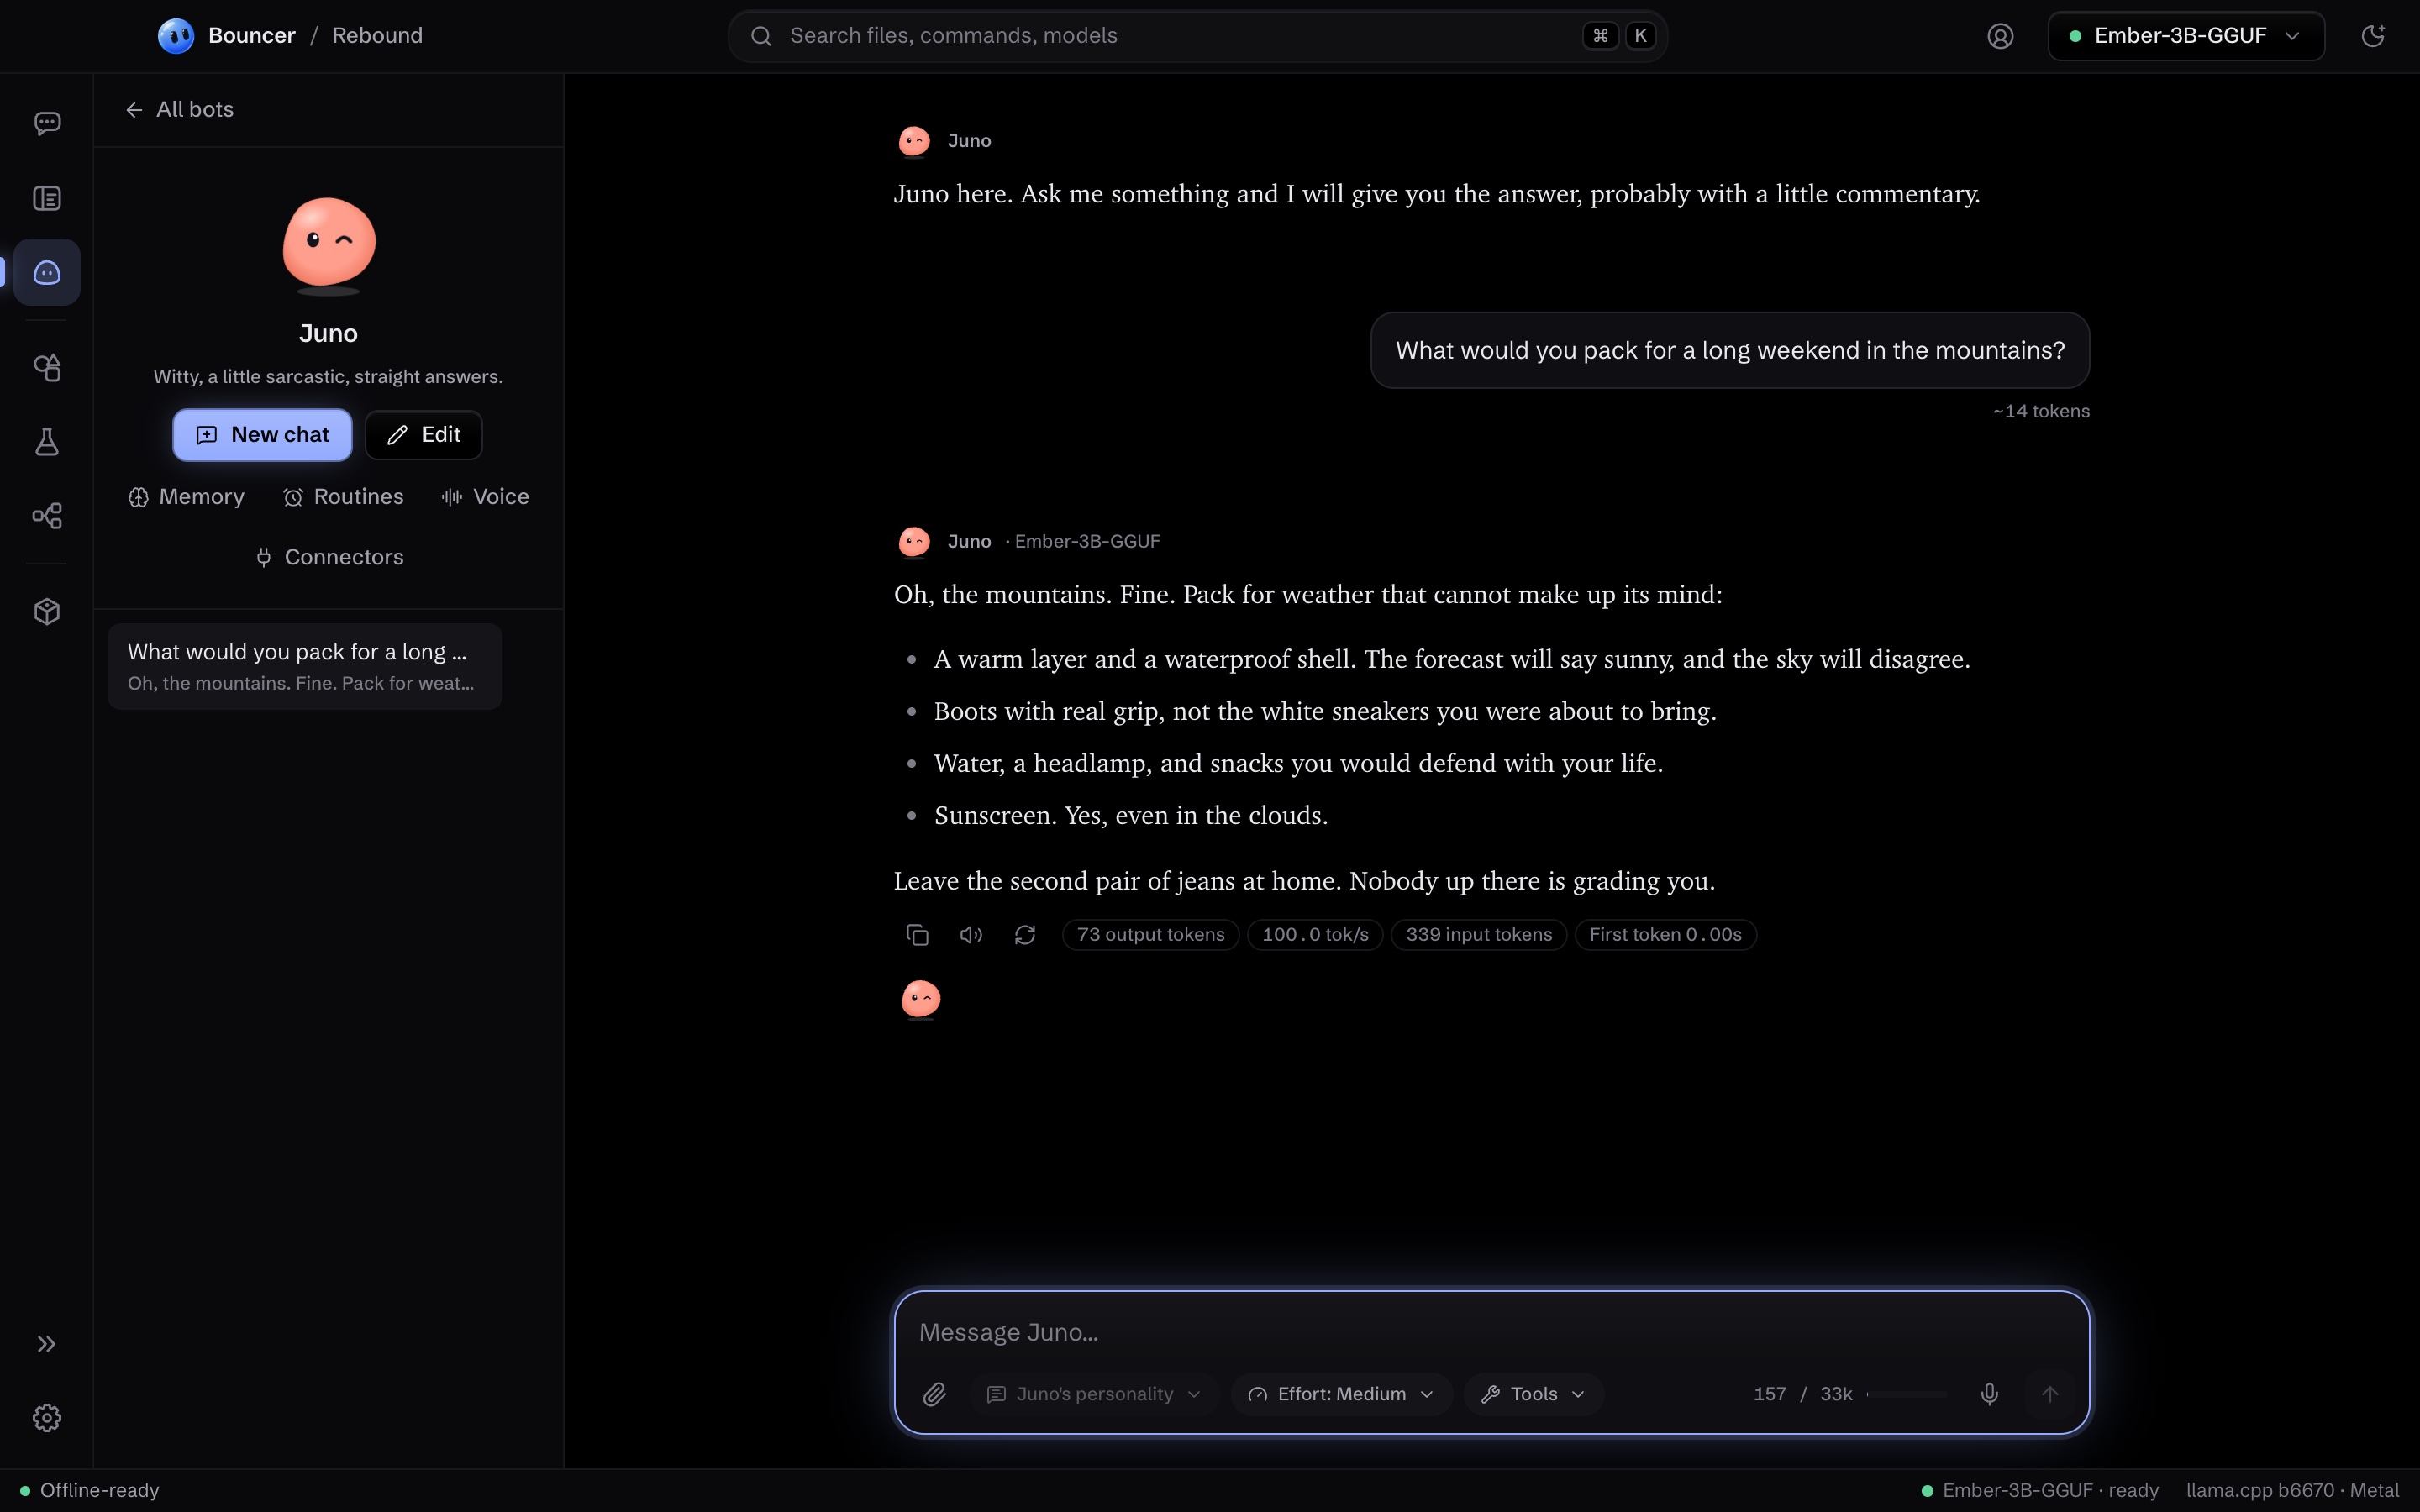 Bouncer / Rebound
Search files, commands, models
⌘ K
Ember-3B-GGUF
All bots
Juno
Witty, a little sarcastic, straight answers.
New chat
Edit
Memory
Routines
Voice
Connectors
What would you pack for a long ...
Oh, the mountains. Fine. Pack for weat...
Juno
Juno here. Ask me something and I will give you the answer, probably with a little commentary.
What would you pack for a long weekend in the mountains?
~14 tokens
Juno · Ember-3B-GGUF
Oh, the mountains. Fine. Pack for weather that cannot make up its mind:
• A warm layer and a waterproof shell. The forecast will say sunny, and the sky will disagree.
• Boots with real grip, not the white sneakers you were about to bring.
• Water, a headlamp, and snacks you would defend with your life.
• Sunscreen. Yes, even in the clouds.
Leave the second pair of jeans at home. Nobody up there is grading you.
73 output tokens
100.0 tok/s
339 input tokens
First token 0.00s
Message Juno...
Juno's personality
Effort: Medium
Tools
157 / 33k
Offline-ready
Ember-3B-GGUF · ready
llama.cpp b6670 · Metal